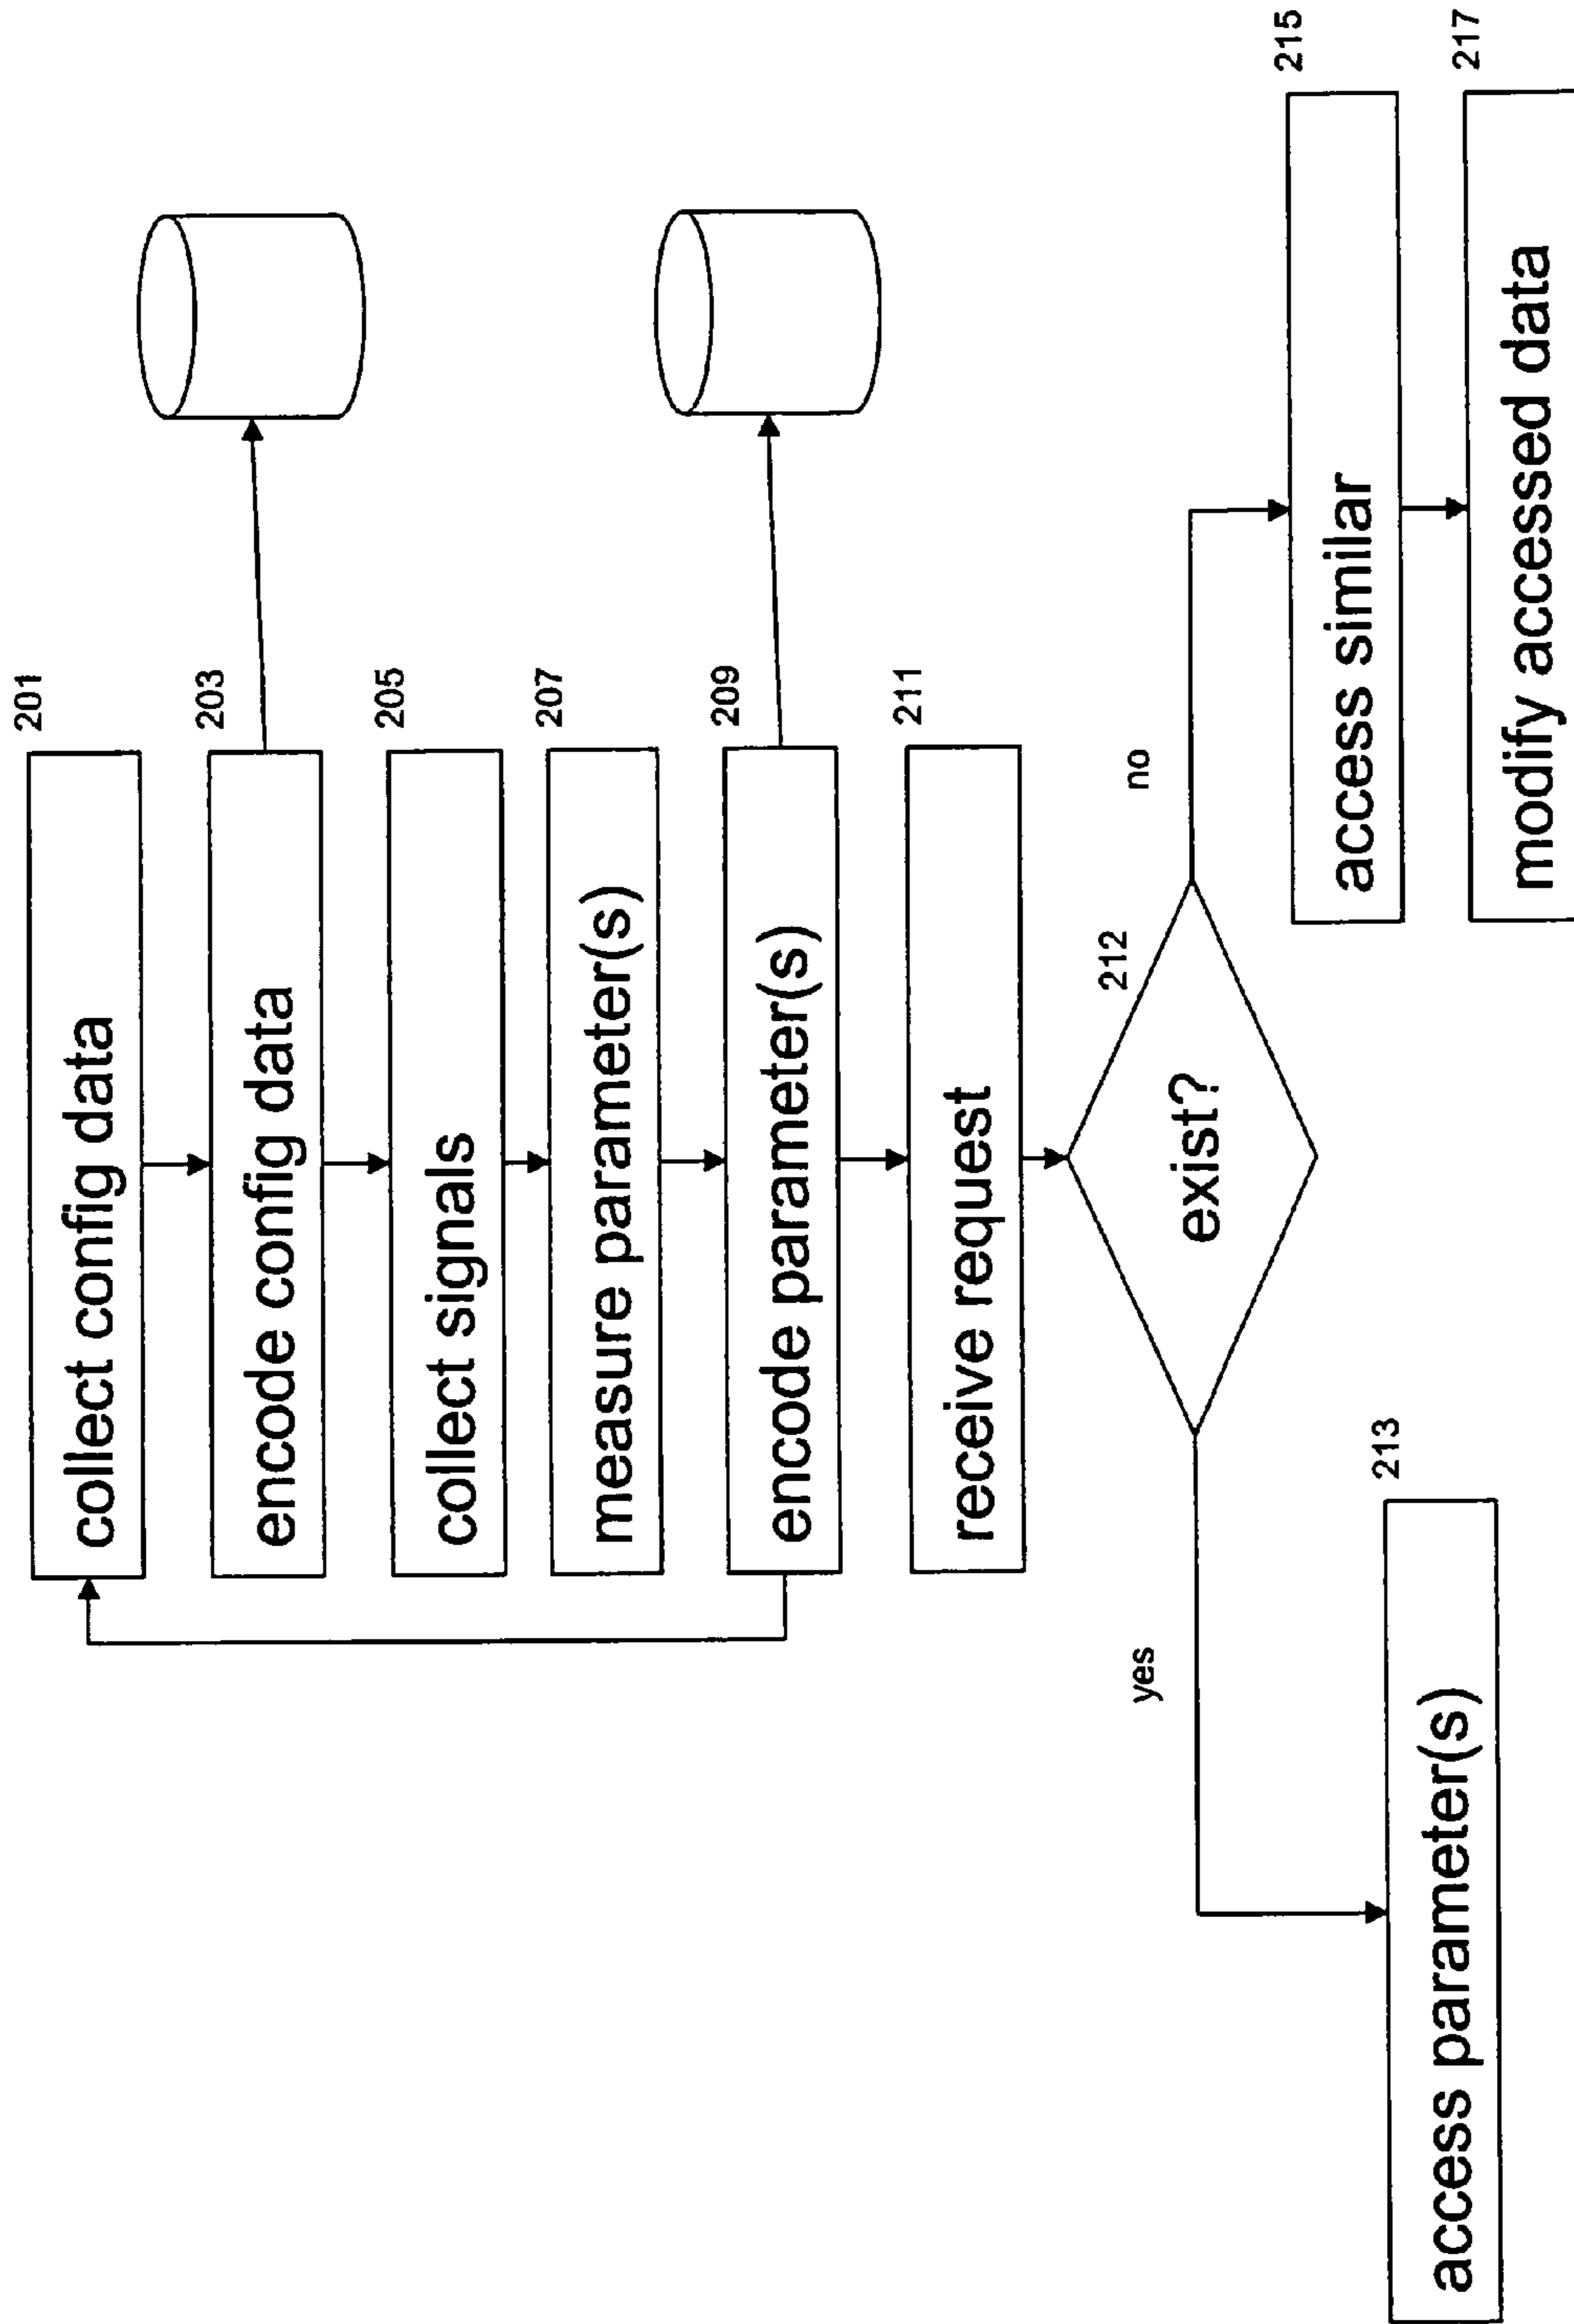 201
collect config data
203
encode config data
205
collect signals
207
measure parameter(s)
209
encode parameter(s)
211
receive request
212
exist?
yes
no
213
access parameter(s)
215
access similar
217
modify accessed data